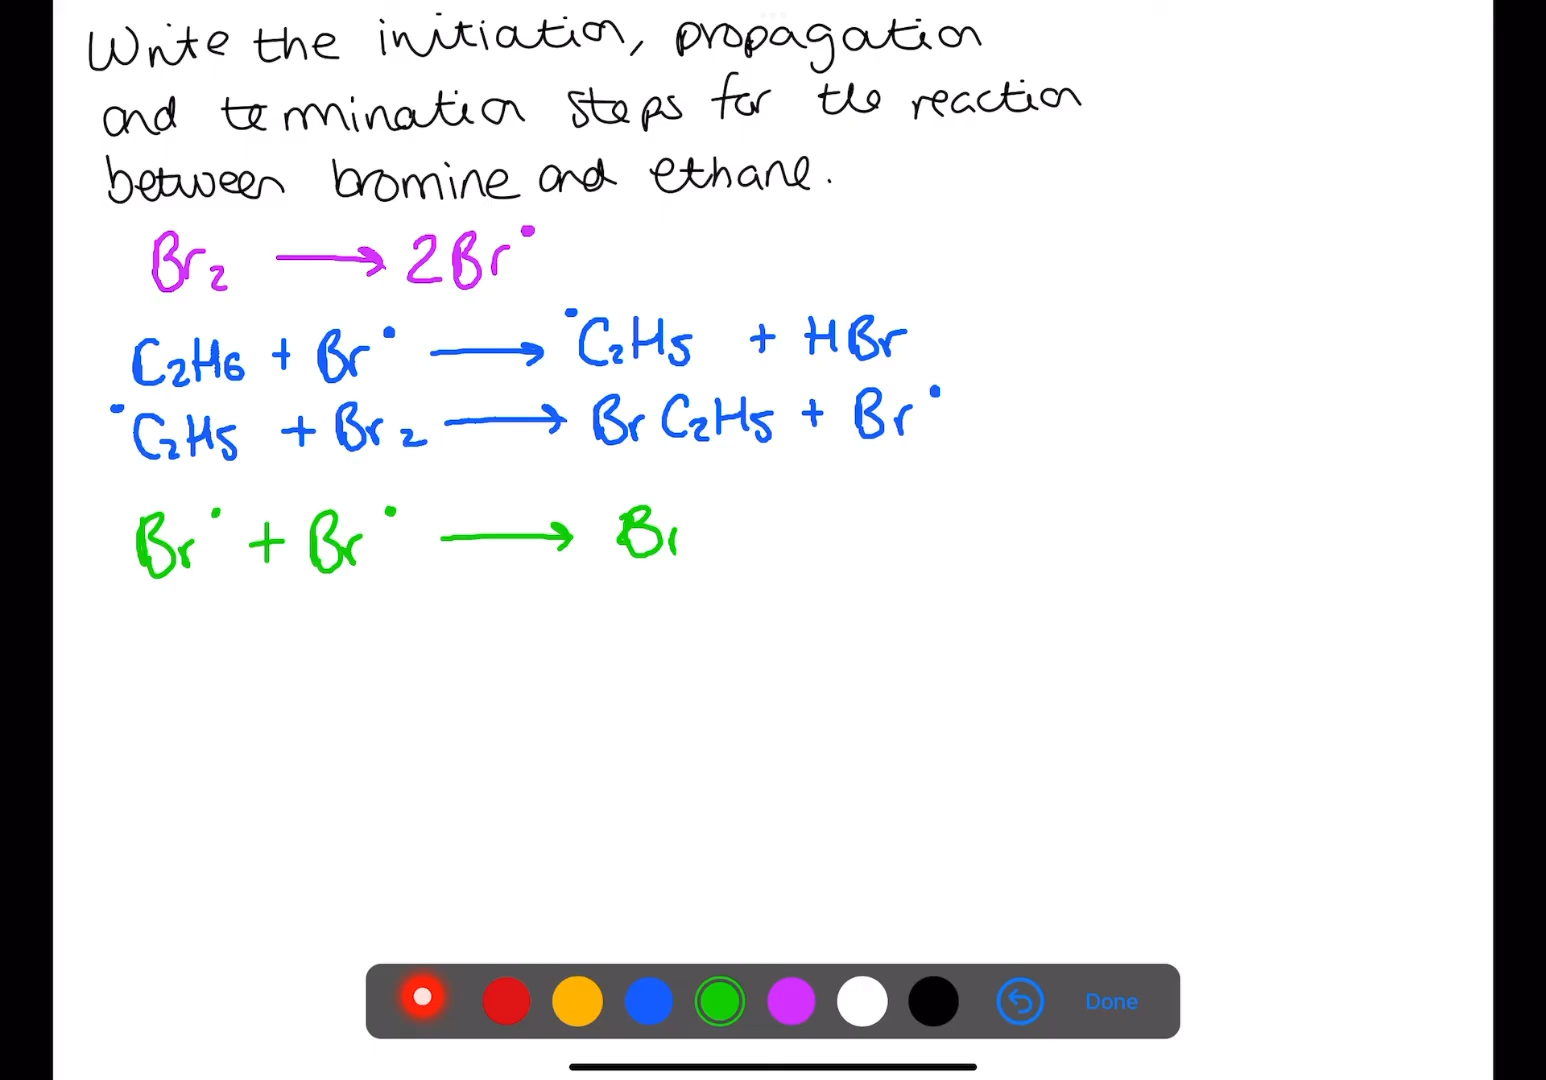 Write the initiation, propagation
and termination steps for the reaction
between bromine and ethane.
Br₂ → 2Br•
C₂H₆ + Br• → •C₂H₅ + HBr
•C₂H₅ + Br₂ → BrC₂H₅ + Br•
Br• + Br• → Br
Done